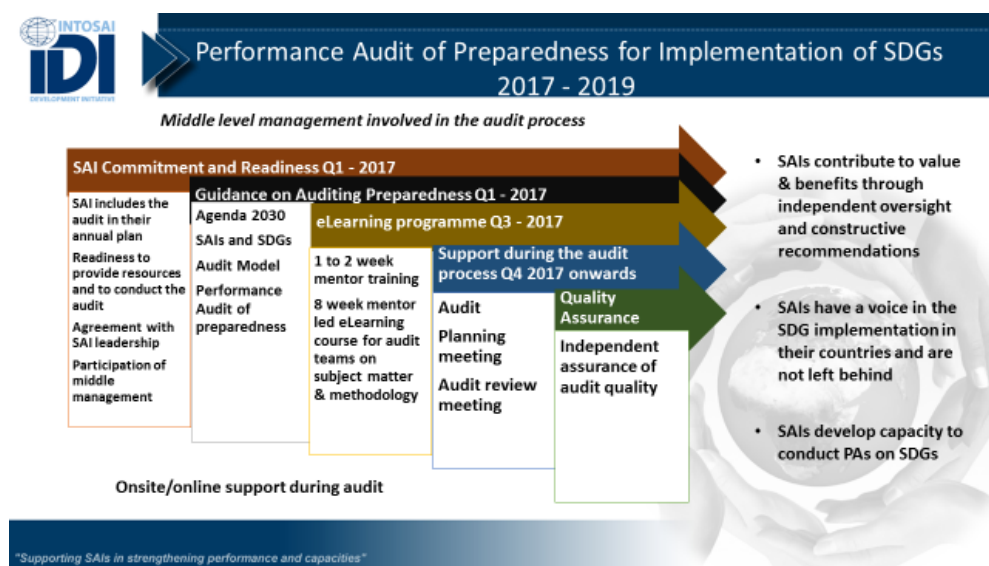 INTOSAI
IDI
DEVELOPMENT INITIATIVE
Performance Audit of Preparedness for Implementation of SDGs
2017 - 2019
Middle level management involved in the audit process
SAI Commitment and Readiness Q1 - 2017
SAI includes the
audit in their
annual plan
Readiness to
provide resources
and to conduct the
audit
Agreement with
SAI leadership
Participation of
middle
management
Guidance on Auditing Preparedness Q1 - 2017
Agenda 2030
SAIs and SDGs
Audit Model
Performance
Audit of
preparedness
eLearning programme Q3 - 2017
1 to 2 week
mentor training
8 week mentor
led eLearning
course for audit
teams on
subject matter
& methodology
Support during the audit
process Q4 2017 onwards
Audit
Planning
meeting
Audit review
meeting
Quality
Assurance
Independent
assurance of
audit quality
• SAIs contribute to value
& benefits through
independent oversight
and constructive
recommendations
• SAIs have a voice in the
SDG implementation in
their countries and are
not left behind
• SAIs develop capacity to
conduct PAs on SDGs
Onsite/online support during audit
"Supporting SAIs in strengthening performance and capacities"